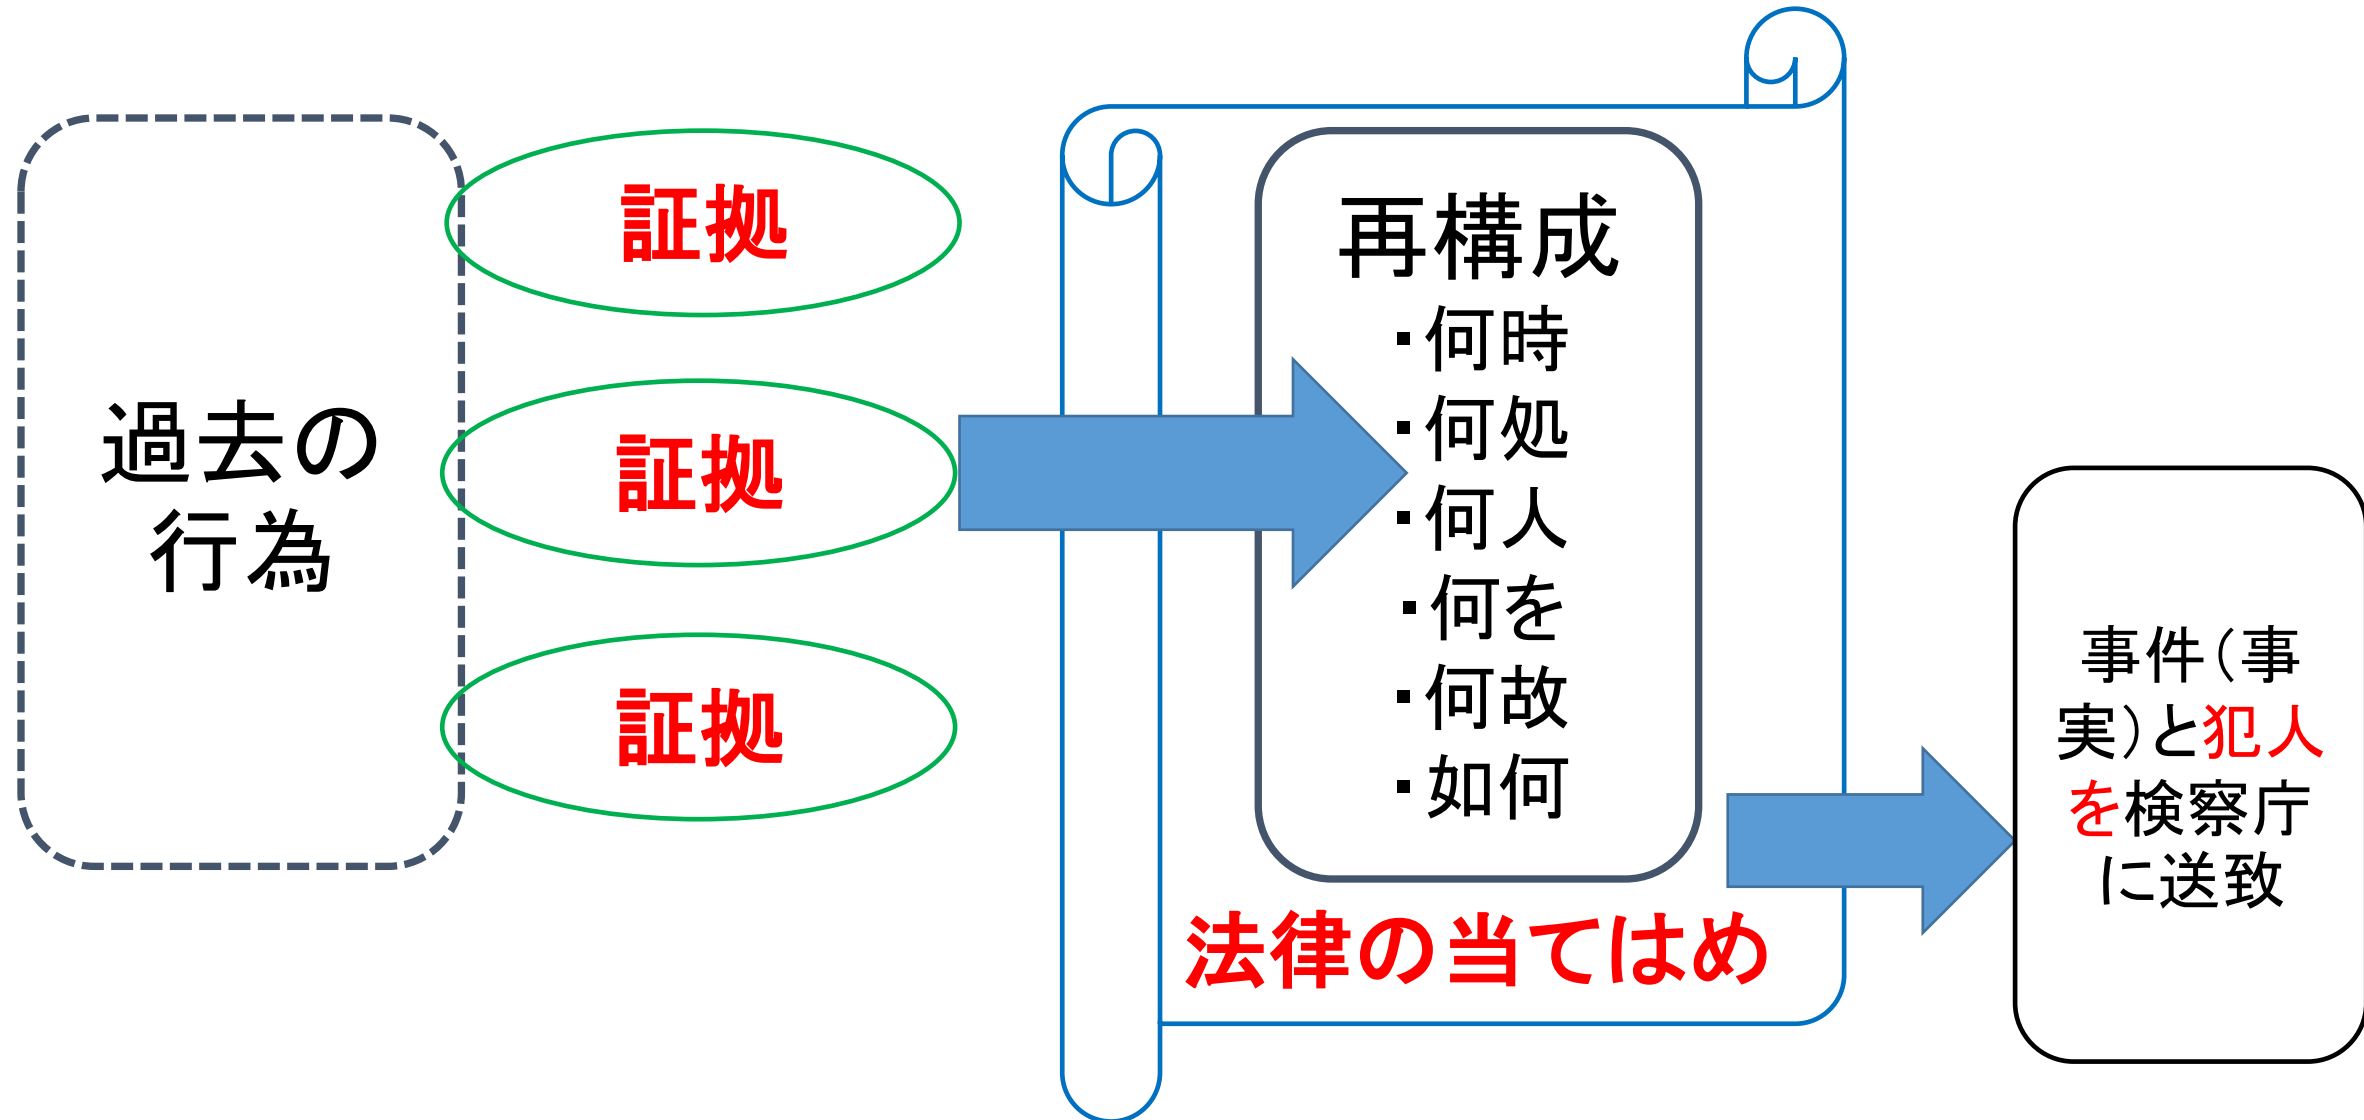 過去の
行為
証拠
証拠
証拠
再構成
・何時
・何処
・何人
・何を
・何故
・如何
法律の当てはめ
事件（事
実）と犯人
を検察庁
に送致